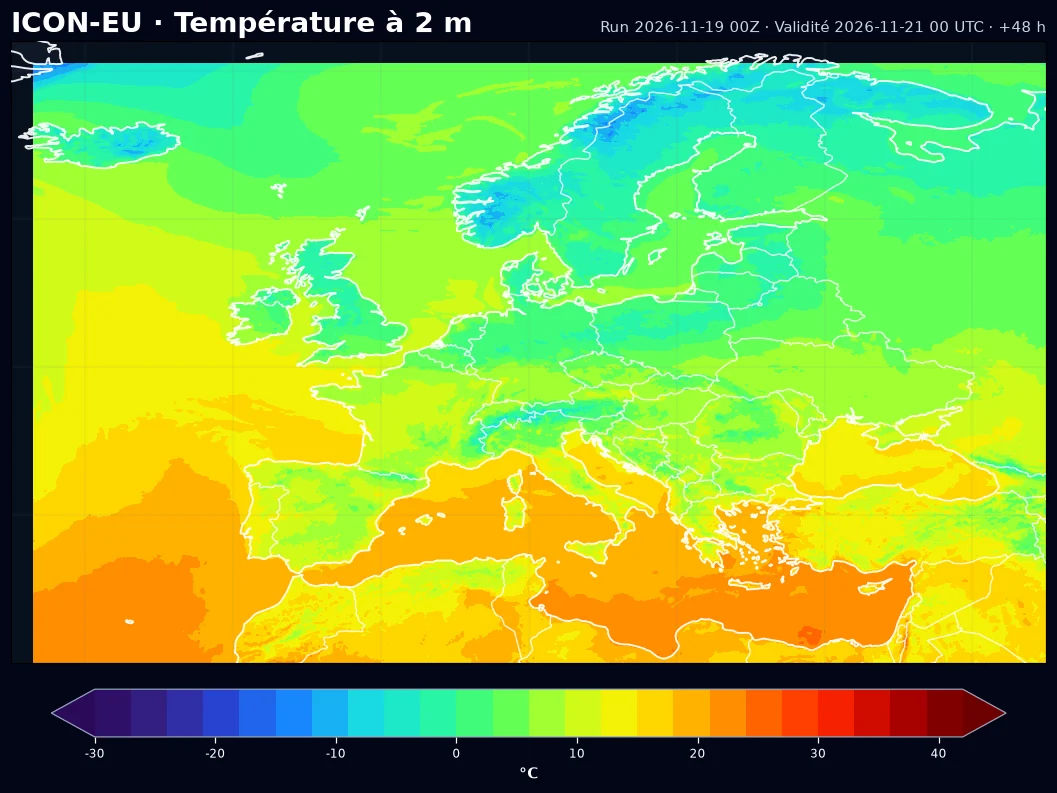 ICON-EU · Température à 2 m
Run 2026-11-19 00Z · Validité 2026-11-21 00 UTC · +48 h
-30 -20 -10 0 10 20 30 40
°C